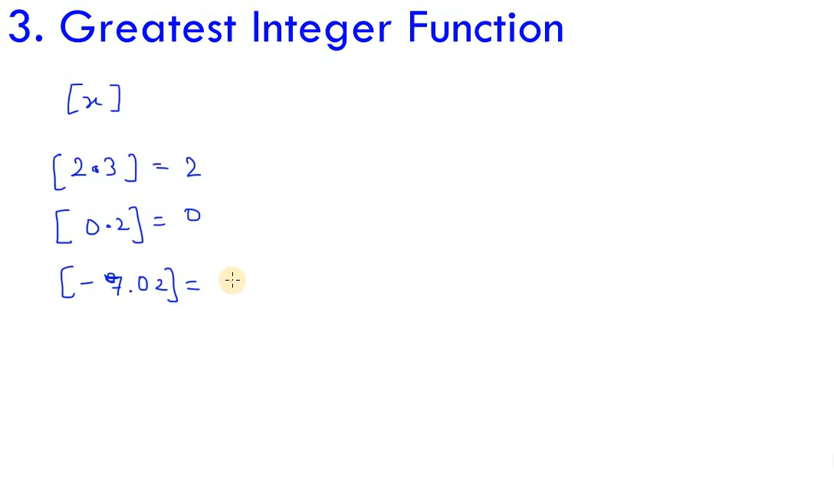 3. Greatest Integer Function
[x]
[2.3] = 2
[0.2] = 0
[-7.02] =